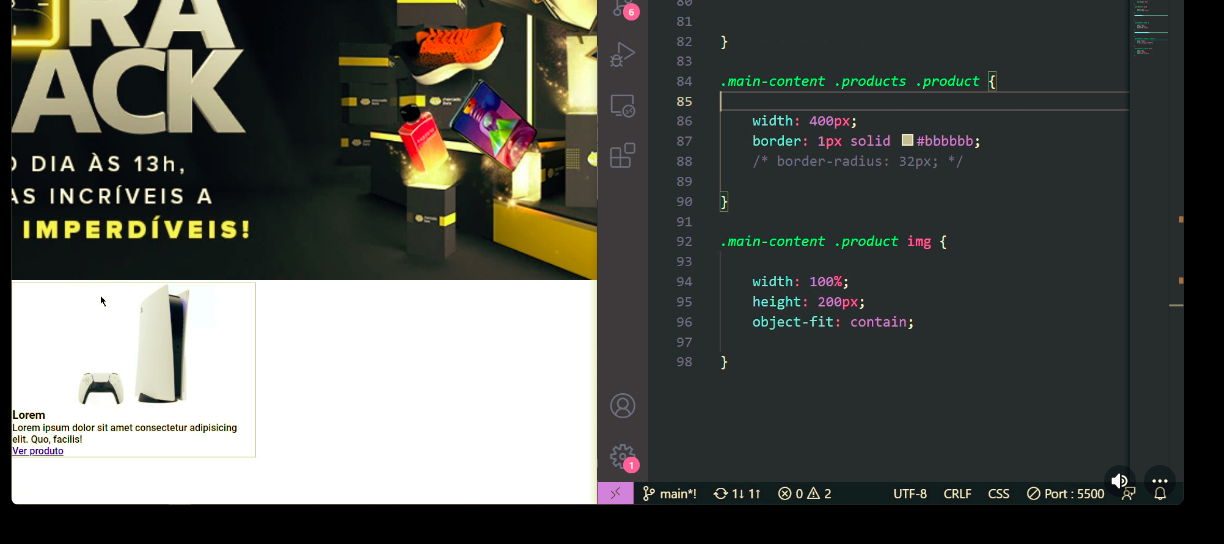 RA
ACK
O DIA ÀS 13h,
AS INCRÍVEIS A
IMPERDÍVEIS!
Lorem
Lorem ipsum dolor sit amet consectetur adipisicing
elit. Quo, facilis!
Ver produto
6
1
80
81
82 }
83
84 .main-content .products .product {
85
86 width: 400px;
87 border: 1px solid #bbbbbb;
88 /* border-radius: 32px; */
89
90 }
91
92 .main-content .product img {
93
94 width: 100%;
95 height: 200px;
96 object-fit: contain;
97
98 }
main*! 1↓ 1↑ 0 2 UTF-8 CRLF CSS Port : 5500